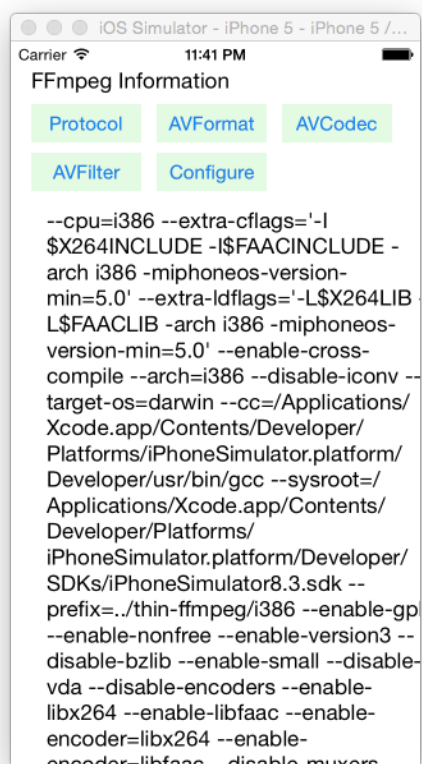 iOS Simulator - iPhone 5 - iPhone 5 /...
Carrier 11:41 PM
FFmpeg Information
Protocol AVFormat AVCodec
AVFilter Configure
--cpu=i386 --extra-cflags='-I
$X264INCLUDE -I$FAACINCLUDE -
arch i386 -miphoneos-version-
min=5.0' --extra-ldflags='-L$X264LIB -
L$FAACLIB -arch i386 -miphoneos-
version-min=5.0' --enable-cross-
compile --arch=i386 --disable-iconv --
target-os=darwin --cc=/Applications/
Xcode.app/Contents/Developer/
Platforms/iPhoneSimulator.platform/
Developer/usr/bin/gcc --sysroot=/
Applications/Xcode.app/Contents/
Developer/Platforms/
iPhoneSimulator.platform/Developer/
SDKs/iPhoneSimulator8.3.sdk --
prefix=../thin-ffmpeg/i386 --enable-gpl
--enable-nonfree --enable-version3 --
disable-bzlib --enable-small --disable-
vda --disable-encoders --enable-
libx264 --enable-libfaac --enable-
encoder=libx264 --enable-
encoder=libfaac --disable-muxers